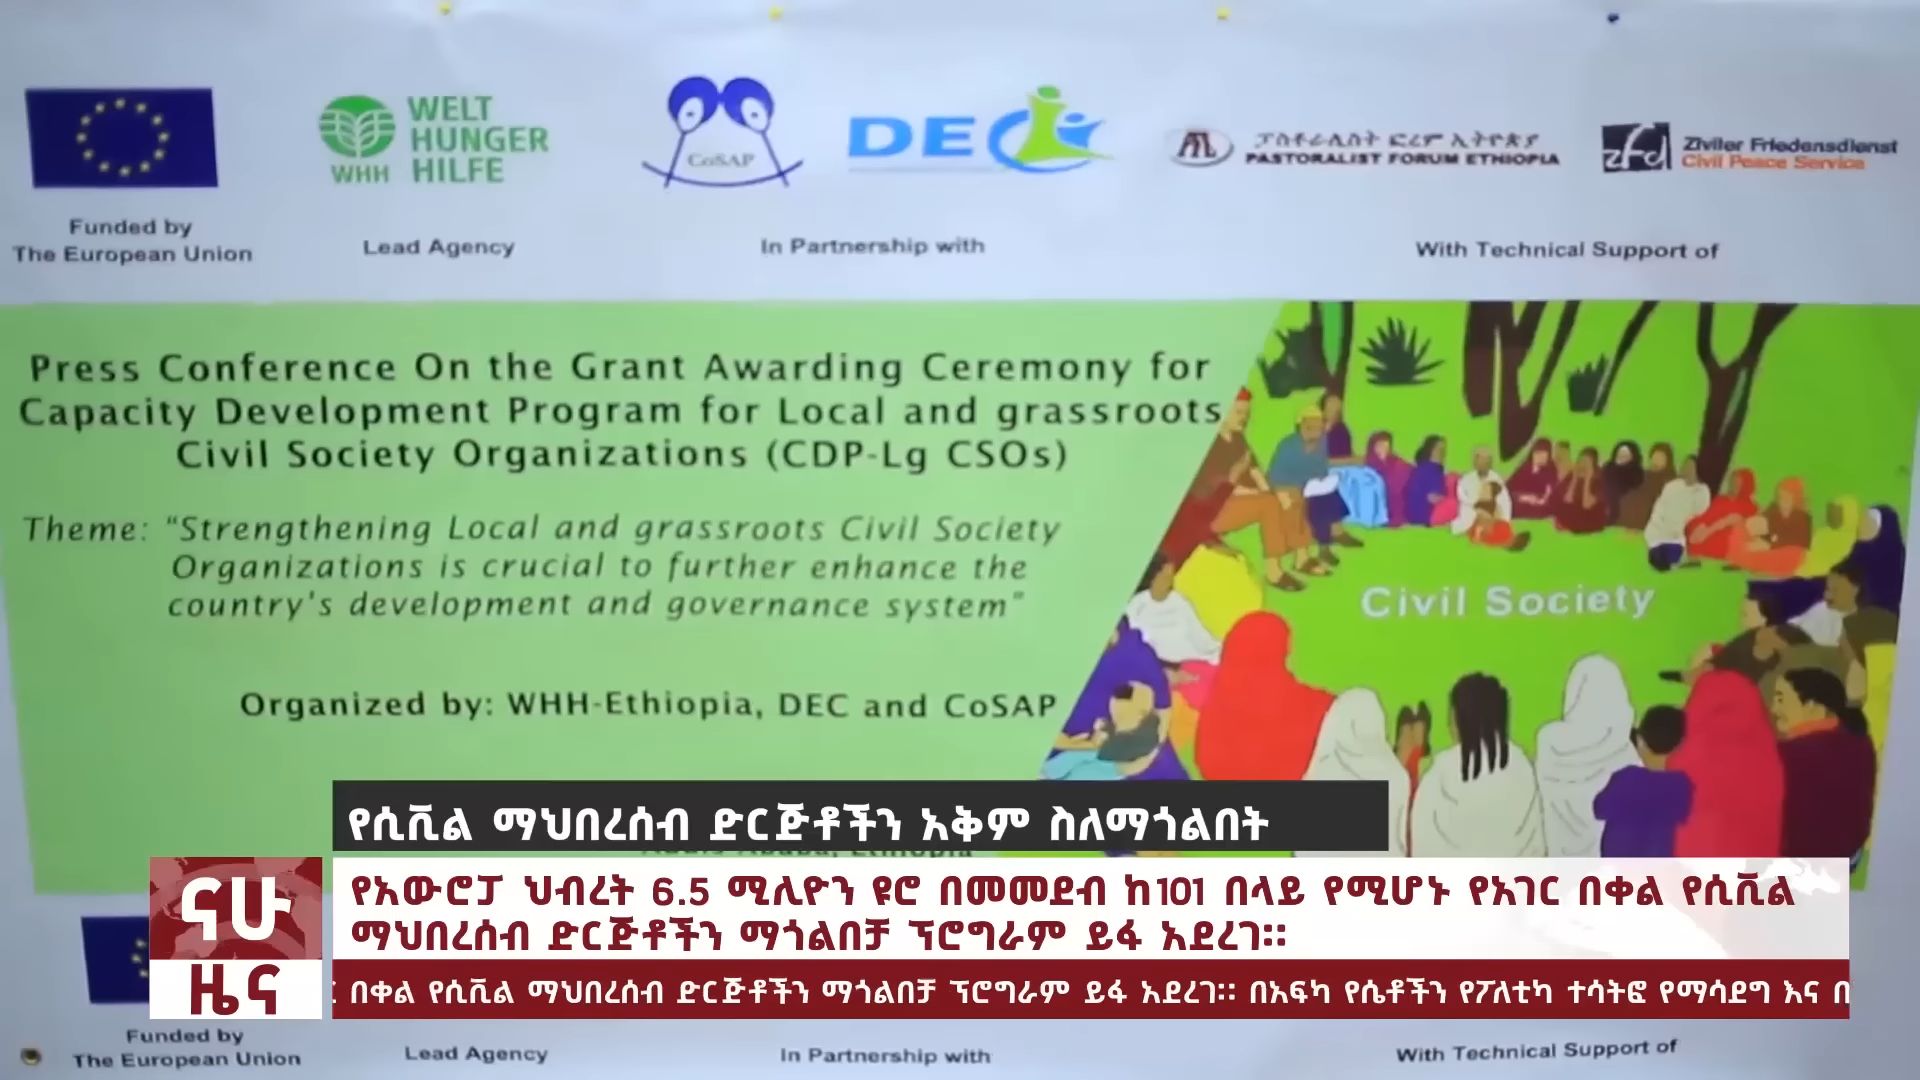 WELT
HUNGER
HILFE
WHH
CoSAP
DEC
ፓስቶራሊስት ፎረም ኢትዮጵያ
PASTORALIST FORUM ETHIOPIA
zfd
Ziviler Friedensdienst
Civil Peace Service
Funded by
The European Union
Lead Agency
In Partnership with
With Technical Support of
Press Conference On the Grant Awarding Ceremony for
Capacity Development Program for Local and grassroots
Civil Society Organizations (CDP-Lg CSOs)
Theme: "Strengthening Local and grassroots Civil Society
Organizations is crucial to further enhance the
country's development and governance system"
Civil Society
Organized by: WHH-Ethiopia, DEC and CoSAP
የሲቪል ማህበረሰብ ድርጅቶችን አቅም ስለማጎልበት
የአውሮፓ ህብረት 6.5 ሚሊዮን ዩሮ በመመደብ ከ101 በላይ የሚሆኑ የአገር በቀል የሲቪል
ማህበረሰብ ድርጅቶችን ማጎልበቻ ፕሮግራም ይፋ አደረገ።
ናሁ
ዜና
በቀል የሲቪል ማህበረሰብ ድርጅቶችን ማጎልበቻ ፕሮግራም ይፋ አደረገ። በአፍካ የሴቶችን የፖለቲካ ተሳትፎ የማሳደግ እና በ
Funded by
The European Union
Lead Agency
In Partnership with
With Technical Support of